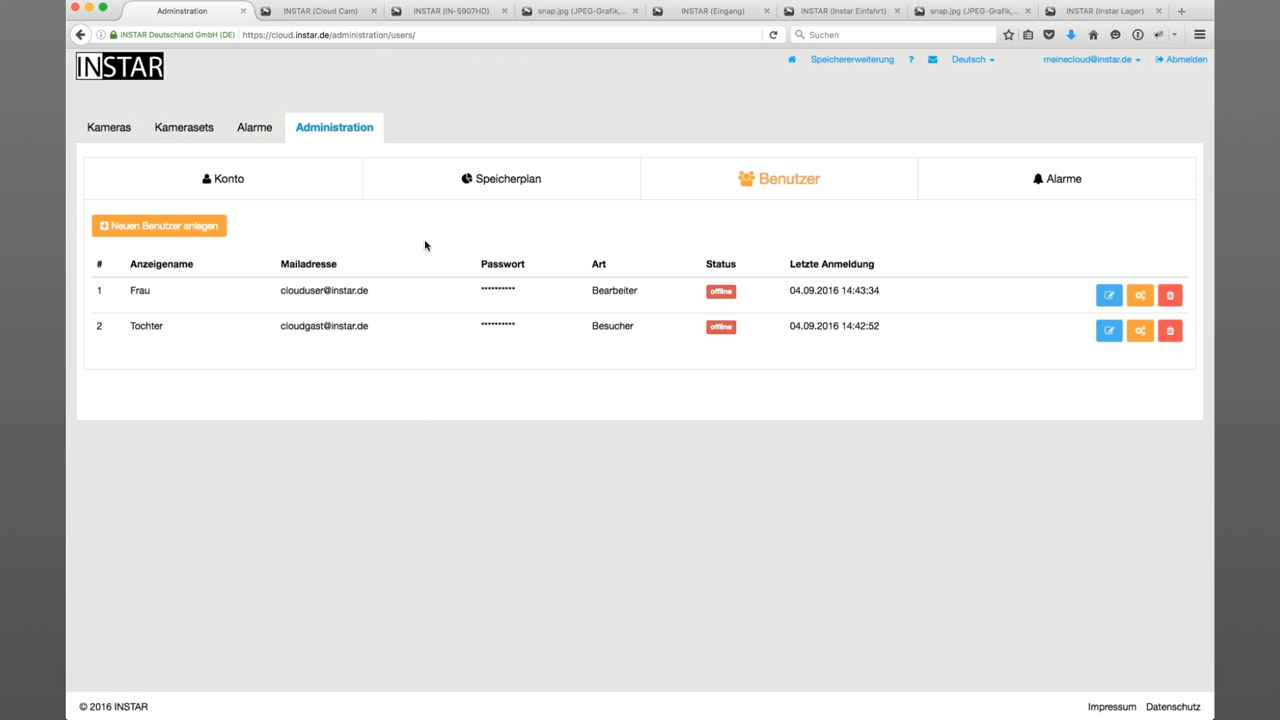 Adminstration
INSTAR (Cloud Cam)
INSTAR (IN-5907HD)
snap.jpg (JPEG-Grafik,...
INSTAR (Eingang)
INSTAR (Instar Einfahrt)
snap.jpg (JPEG-Grafik,...
INSTAR (Instar Lager)
INSTAR Deutschland GmbH (DE)
https://cloud.instar.de/administration/users/
Suchen
INSTAR
Speichererweiterung
?
Deutsch
meinecloud@instar.de
Abmelden
Kameras
Kamerasets
Alarme
Administration
Konto
Speicherplan
Benutzer
Alarme
Neuen Benutzer anlegen
# Anzeigename Mailadresse Passwort Art Status Letzte Anmeldung
1 Frau clouduser@instar.de ********** Bearbeiter offline 04.09.2016 14:43:34
2 Tochter cloudgast@instar.de ********** Besucher offline 04.09.2016 14:42:52
© 2016 INSTAR
Impressum
Datenschutz